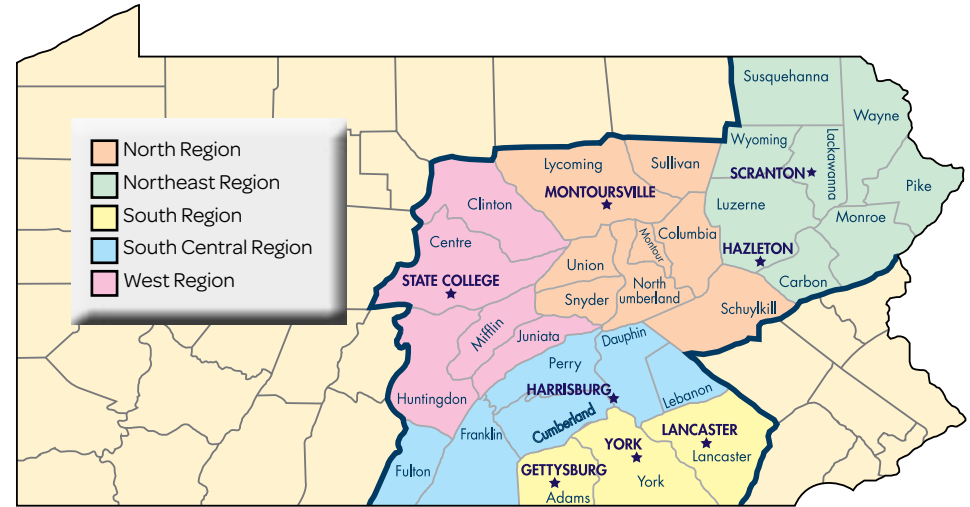 North Region
Northeast Region
South Region
South Central Region
West Region
Susquehanna
Wayne
Wyoming
Lackawanna
SCRANTON
Pike
Luzerne
Monroe
HAZLETON
Carbon
Lycoming
Sullivan
MONTOURSVILLE
Columbia
Montour
Union
North
umberland
Snyder
Schuylkill
Clinton
Centre
STATE COLLEGE
Mifflin
Juniata
Huntingdon
Dauphin
Perry
HARRISBURG
Lebanon
Cumberland
Franklin
Fulton
LANCASTER
Lancaster
YORK
York
GETTYSBURG
Adams